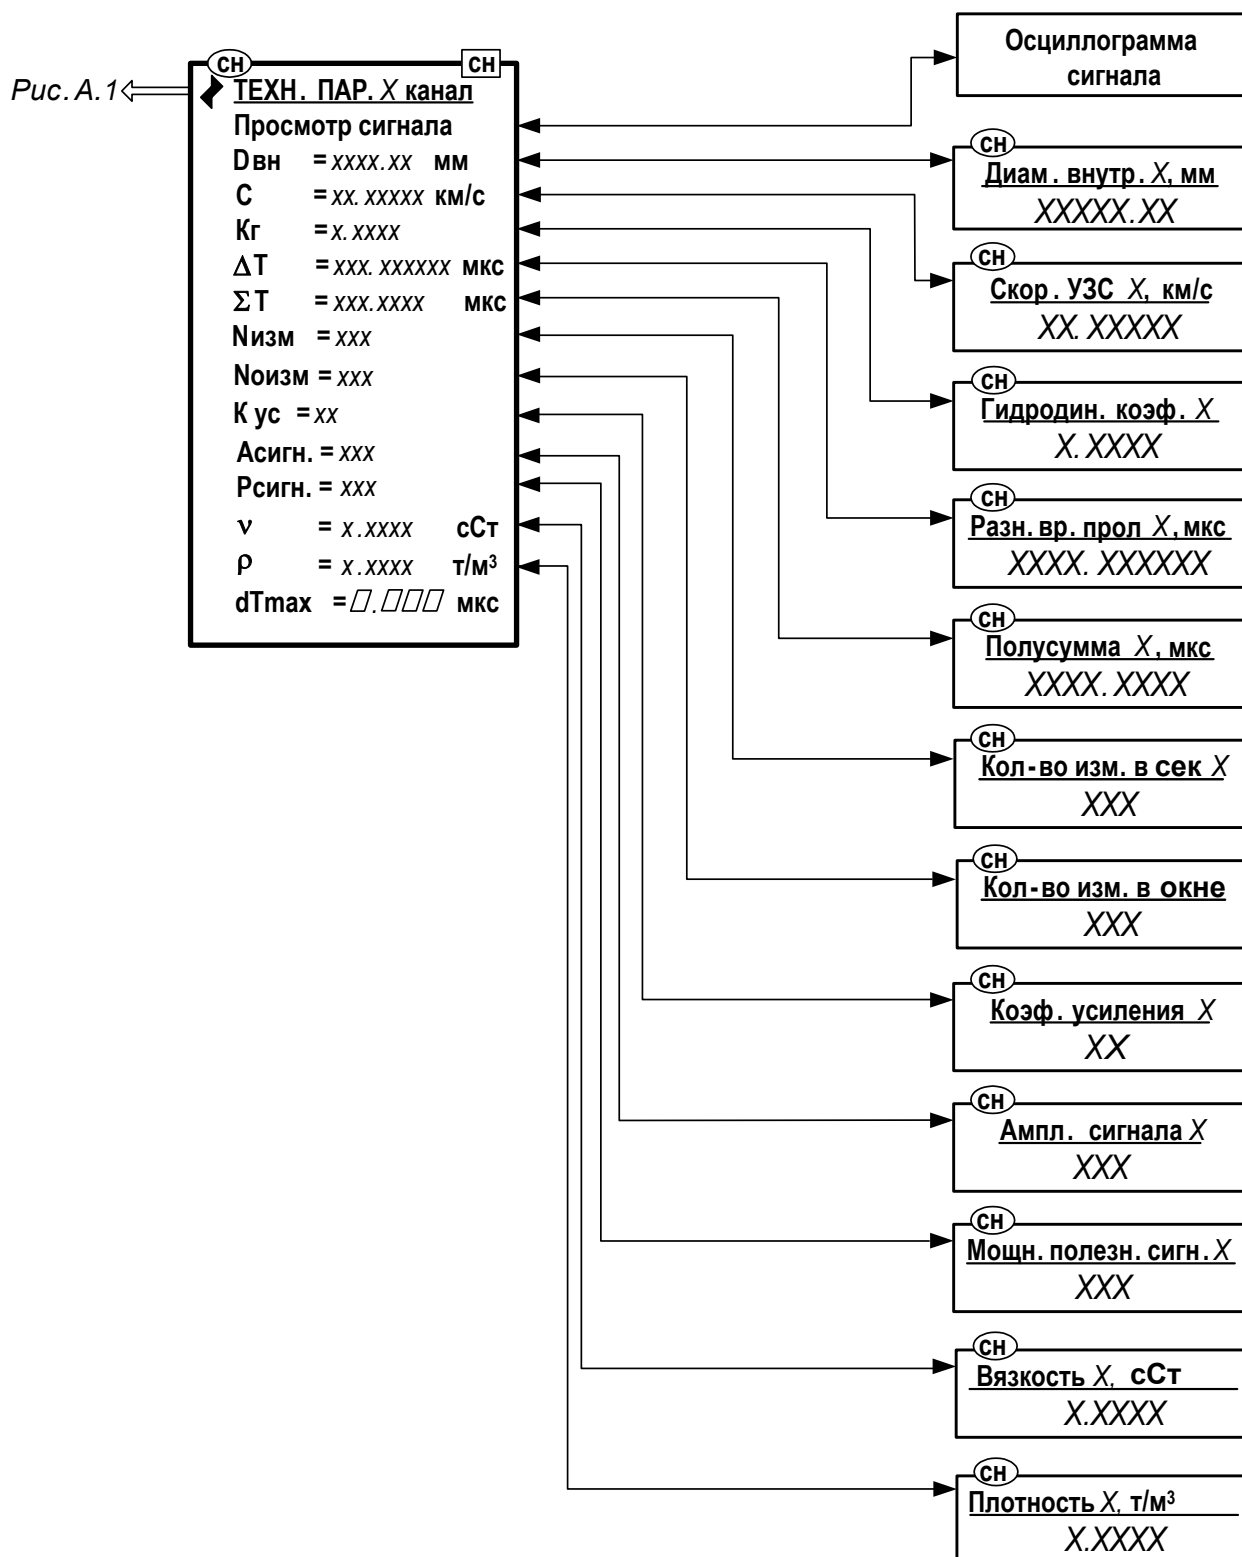 Рис. А.1
СН
СН
ТЕХН. ПАР. X канал
Просмотр сигнала
Dвн = xxxx.xx мм
C = xx.xxxxx км/с
Кг = x.xxxx
ΔT = xxx.xxxxxx мкс
ΣT = xxx.xxxx мкс
Nизм = xxx
Nоизм = xxx
К ус = xx
Асигн. = xxx
Рсигн. = xxx
ν = x.xxxx сСт
ρ = x.xxxx т/м³
dTmax = ▯.▯▯▯ мкс
Осциллограмма
сигнала
СН
Диам. внутр. X, мм
XXXXX.XX
СН
Скор. УЗС X, км/с
XX.XXXXX
СН
Гидродин. коэф. X
X.XXXX
СН
Разн. вр. прол X, мкс
XXXX.XXXXXX
СН
Полусумма X, мкс
XXXX.XXXX
СН
Кол-во изм. в сек X
XXX
СН
Кол-во изм. в окне
XXX
СН
Коэф. усиления X
XX
СН
Ампл. сигнала X
XXX
СН
Мощн. полезн. сигн. X
XXX
СН
Вязкость X, сСт
X.XXXX
СН
Плотность X, т/м³
X.XXXX